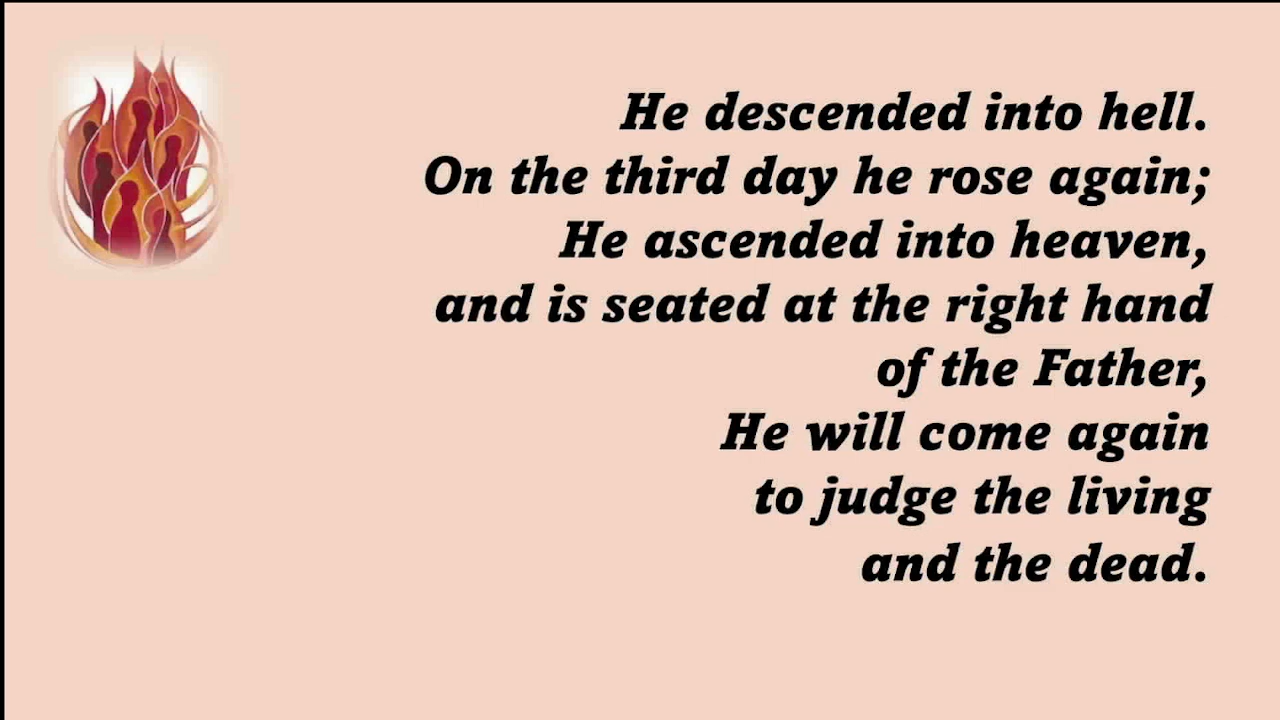 He descended into hell.
On the third day he rose again;
He ascended into heaven,
and is seated at the right hand
of the Father,
He will come again
to judge the living
and the dead.